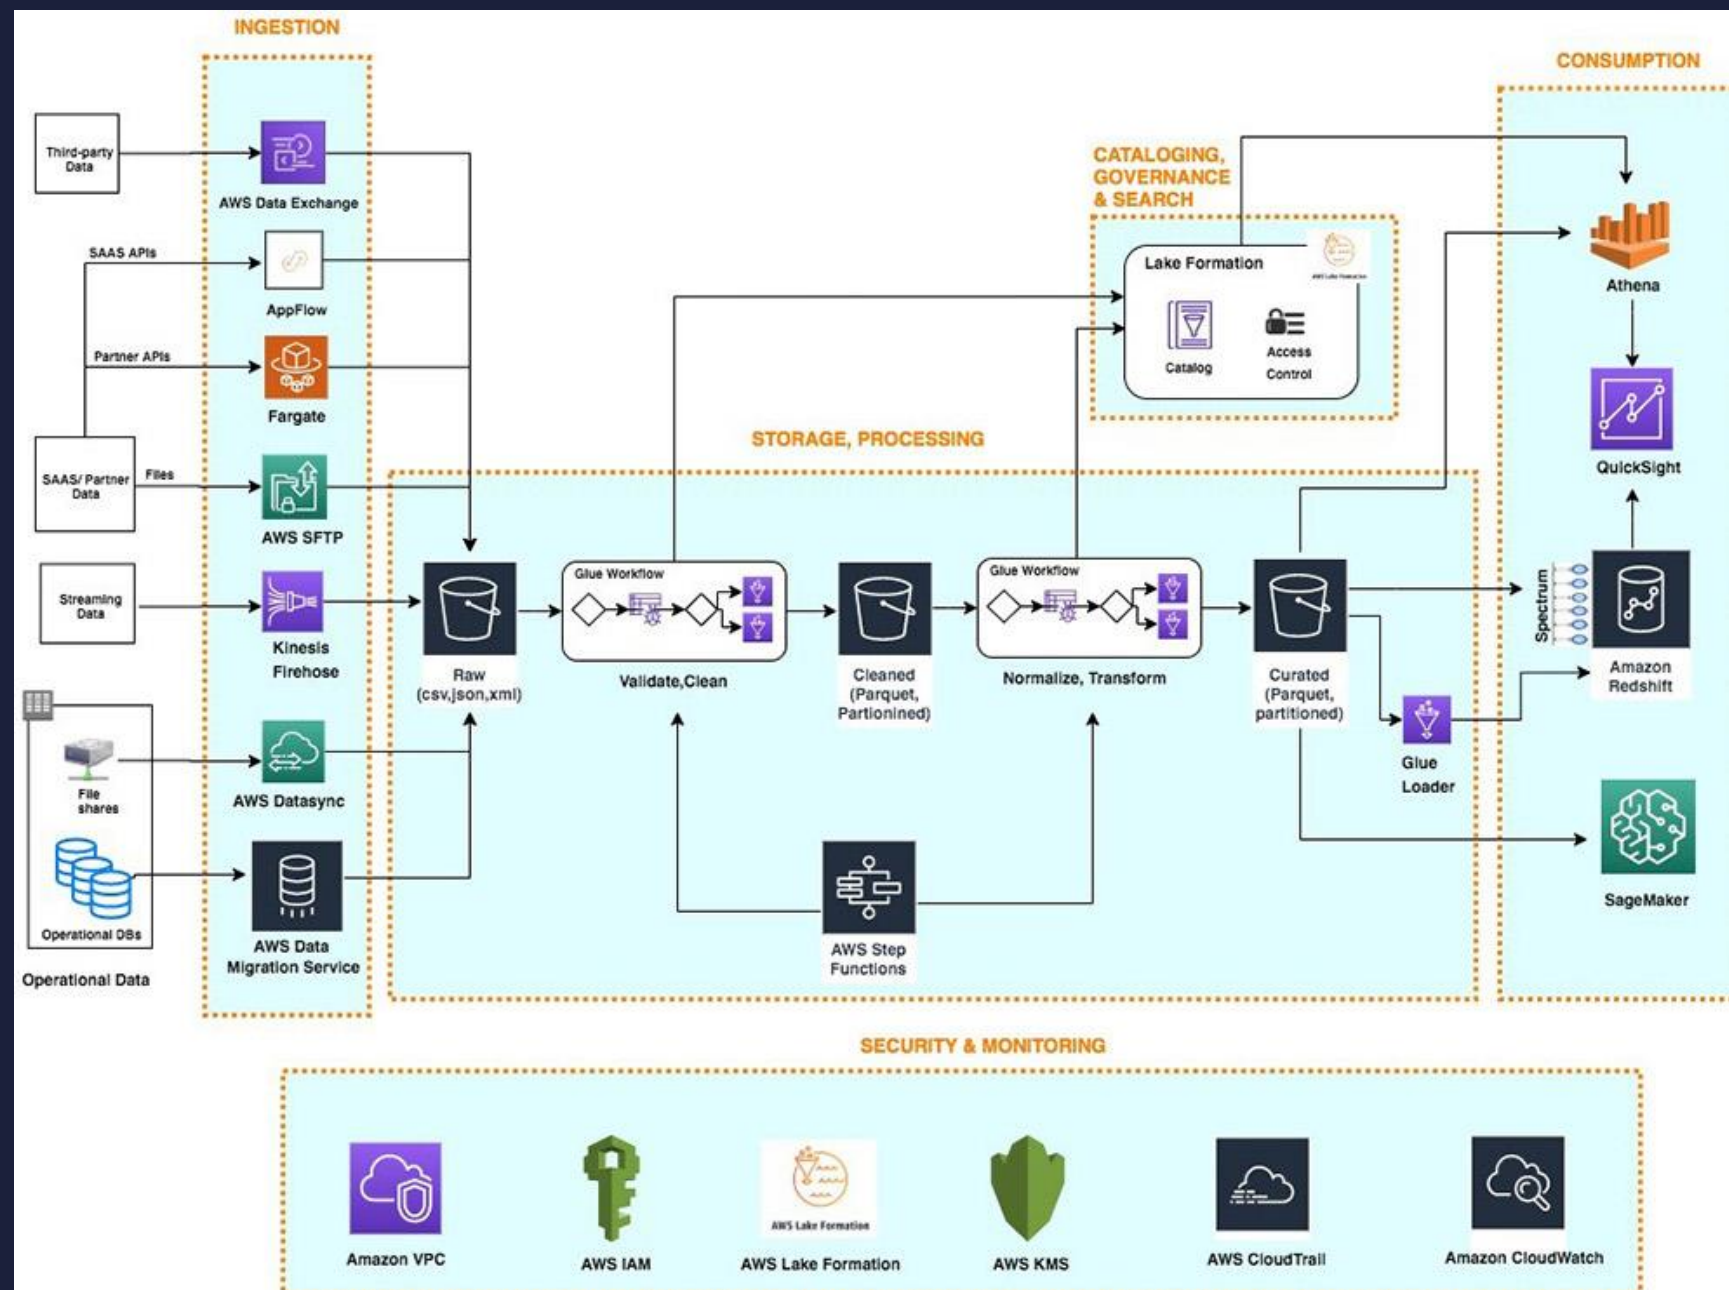 INGESTION
CONSUMPTION
Third-party
Data
AWS Data Exchange
SAAS APIs
AppFlow
Partner APIs
Fargate
SAAS/ Partner
Data
Files
AWS SFTP
Streaming
Data
Kinesis
Firehose
File
shares
AWS Datasync
Operational DBs
AWS Data
Migration Service
Operational Data
CATALOGING,
GOVERNANCE
& SEARCH
Lake Formation
AWS Lake Formation
Catalog
Access
Control
STORAGE, PROCESSING
Raw
(csv,json,xml)
Glue Workflow
Validate,Clean
Cleaned
(Parquet,
Partionined)
Glue Workflow
Normalize, Transform
Curated
(Parquet,
partitioned)
Glue
Loader
AWS Step
Functions
Athena
QuickSight
Spectrum
Amazon
Redshift
SageMaker
SECURITY & MONITORING
Amazon VPC
AWS IAM
AWS Lake Formation
AWS Lake Formation
AWS KMS
AWS CloudTrail
Amazon CloudWatch